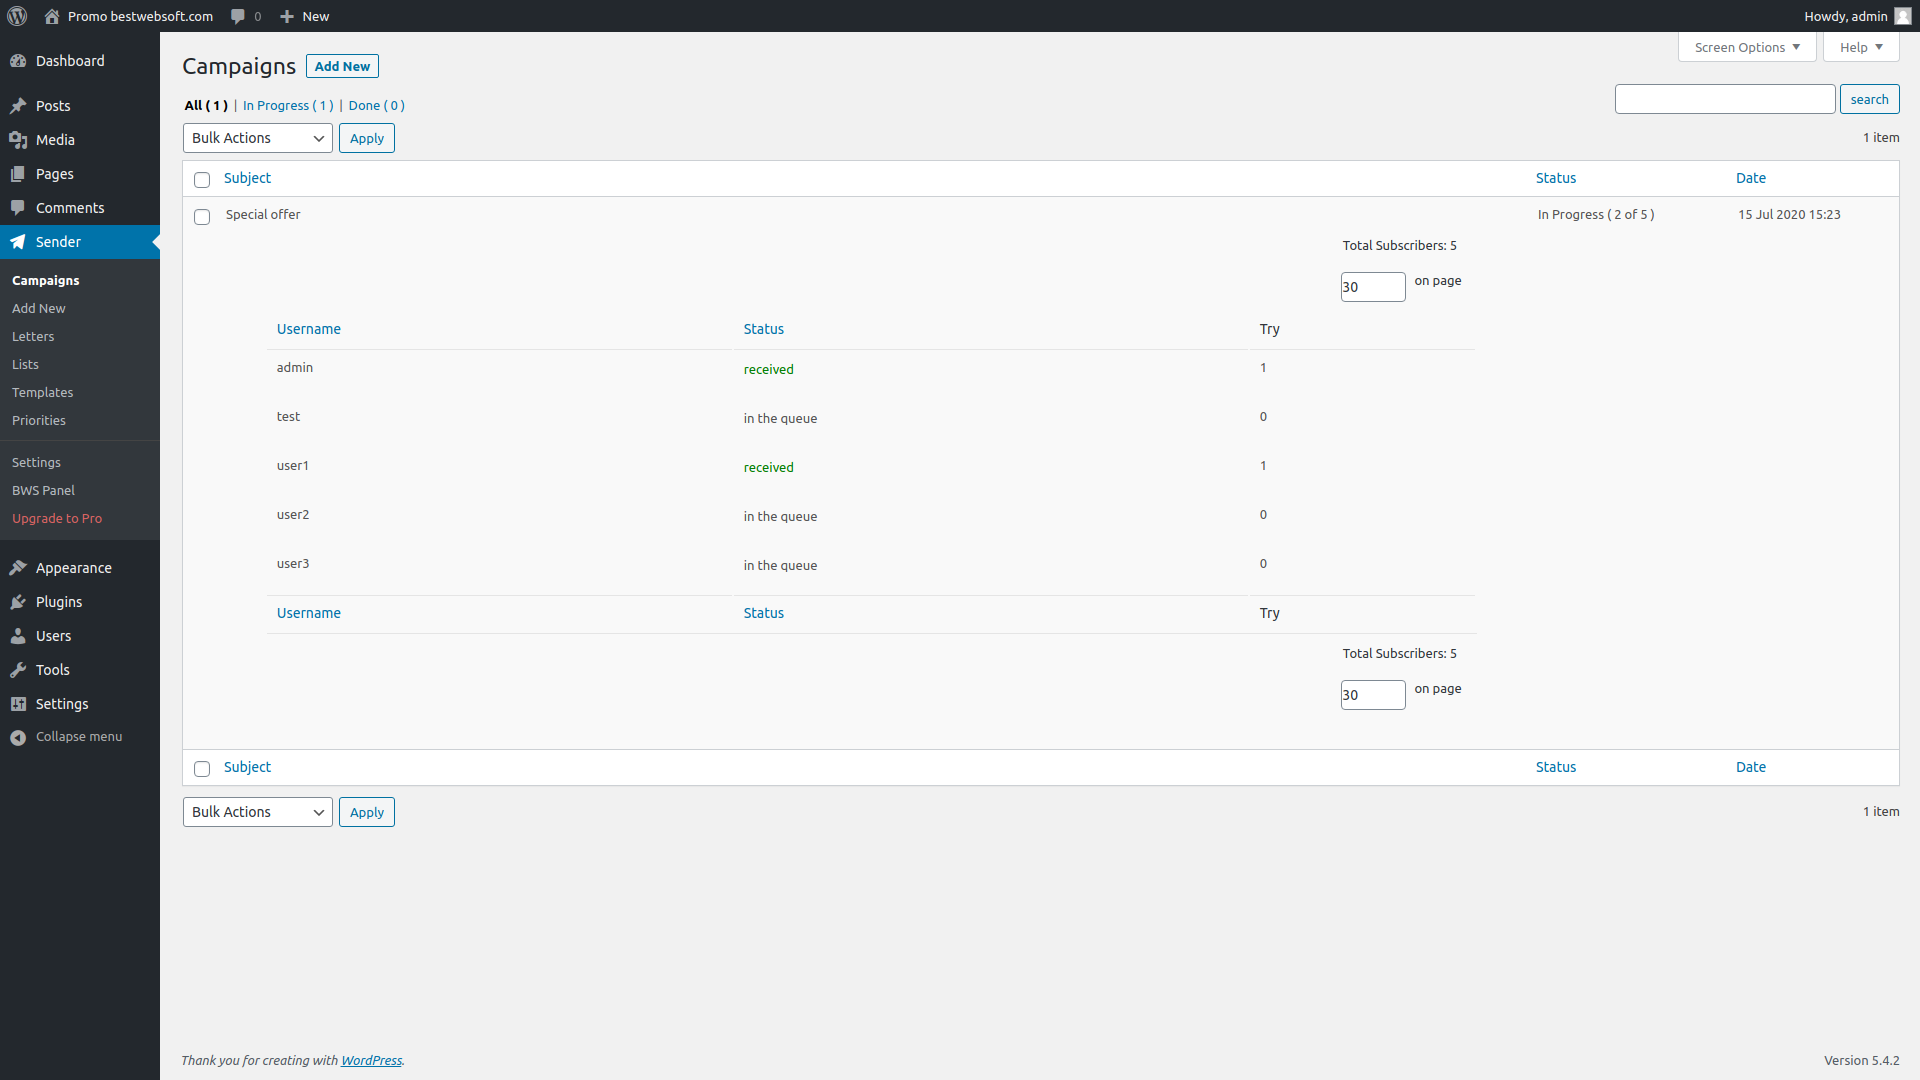 Promo bestwebsoft.com 0 New Howdy, admin
Screen Options Help
Dashboard
Posts
Media
Pages
Comments
Sender
Campaigns
Add New
Letters
Lists
Templates
Priorities
Settings
BWS Panel
Upgrade to Pro
Appearance
Plugins
Users
Tools
Settings
Collapse menu
Campaigns Add New
All ( 1 ) | In Progress ( 1 ) | Done ( 0 )
search
Bulk Actions Apply 1 item
Subject Status Date
Special offer In Progress ( 2 of 5 ) 15 Jul 2020 15:23
Total Subscribers: 5
30 on page
Username Status Try
admin received 1
test in the queue 0
user1 received 1
user2 in the queue 0
user3 in the queue 0
Username Status Try
Total Subscribers: 5
30 on page
Subject Status Date
Bulk Actions Apply 1 item
Thank you for creating with WordPress. Version 5.4.2